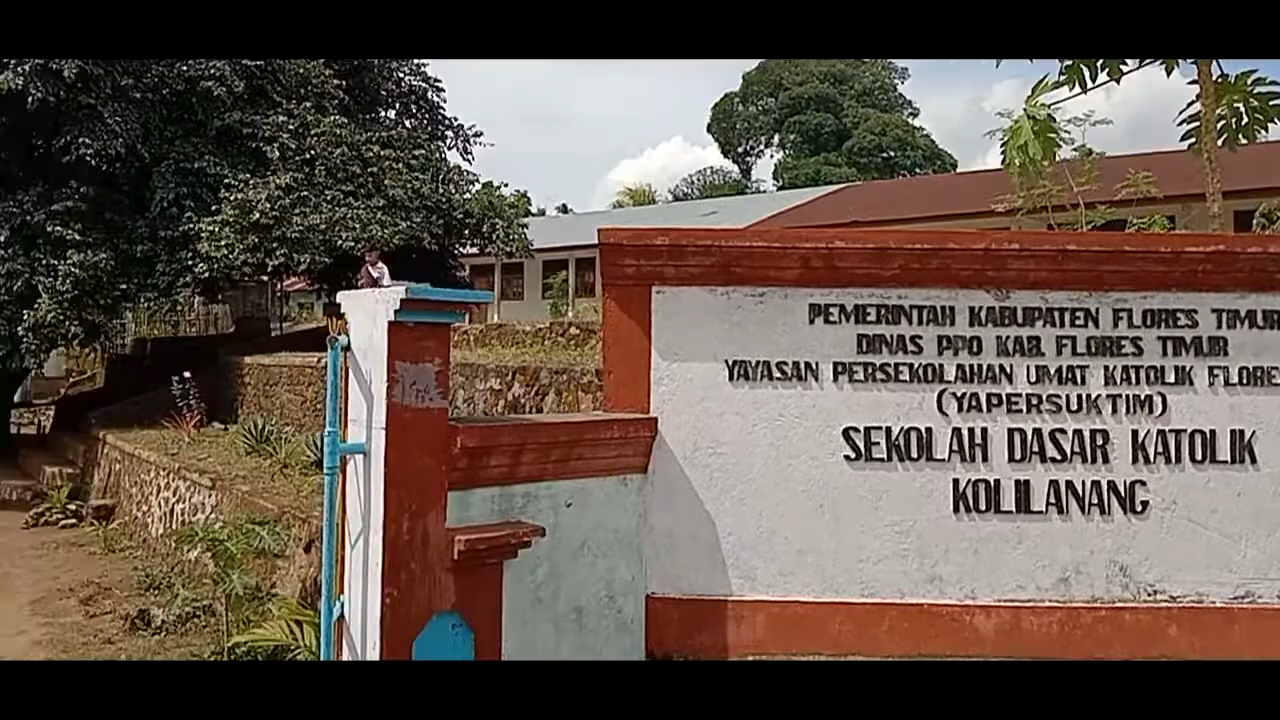 PEMERINTAH KABUPATEN FLORES TIMUR
DINAS PPO KAB. FLORES TIMUR
YAYASAN PERSEKOLAHAN UMAT KATOLIK FLORE
(YAPERSUKTIM)
SEKOLAH DASAR KATOLIK
KOLILANANG